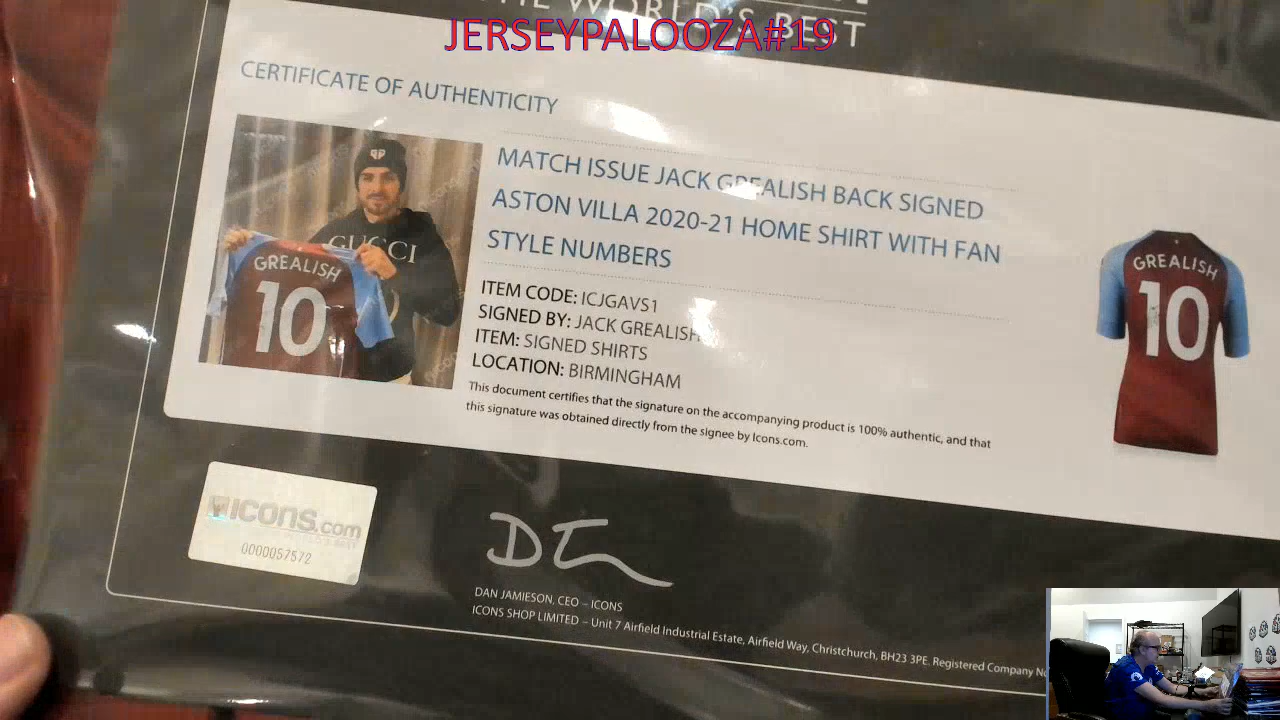 THE WORLD'S BEST
JERSEYPALOOZA#19
CERTIFICATE OF AUTHENTICITY
MATCH ISSUE JACK GREALISH BACK SIGNED
ASTON VILLA 2020-21 HOME SHIRT WITH FAN
STYLE NUMBERS
GUCCI
GREALISH
10
GREALISH
10
ITEM CODE: ICJGAVS1
SIGNED BY: JACK GREALISH
ITEM: SIGNED SHIRTS
LOCATION: BIRMINGHAM
This document certifies that the signature on the accompanying product is 100% authentic, and that
this signature was obtained directly from the signee by Icons.com.
ICONS.com
0000057572
DAN JAMIESON, CEO – ICONS
ICONS SHOP LIMITED – Unit 7 Airfield Industrial Estate, Airfield Way, Christchurch, BH23 3PE. Registered Company No